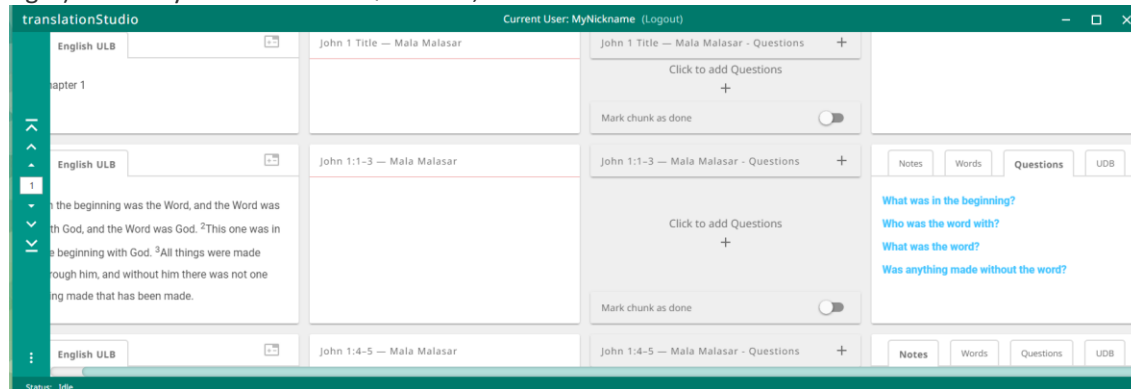 translationStudio
Current User: MyNickname (Logout)
English ULB
John 1 Title — Mala Malasar
John 1 Title — Mala Malasar - Questions +
Click to add Questions
+
hapter 1
Mark chunk as done
English ULB
John 1:1–3 — Mala Malasar
John 1:1–3 — Mala Malasar - Questions +
Notes Words Questions UDB
1
n the beginning was the Word, and the Word was
th God, and the Word was God. ²This one was in
e beginning with God. ³All things were made
rough him, and without him there was not one
ing made that has been made.
Click to add Questions
+
Mark chunk as done
What was in the beginning?
Who was the word with?
What was the word?
Was anything made without the word?
English ULB
John 1:4–5 — Mala Malasar
John 1:4–5 — Mala Malasar - Questions +
Notes Words Questions UDB
Status: Idle